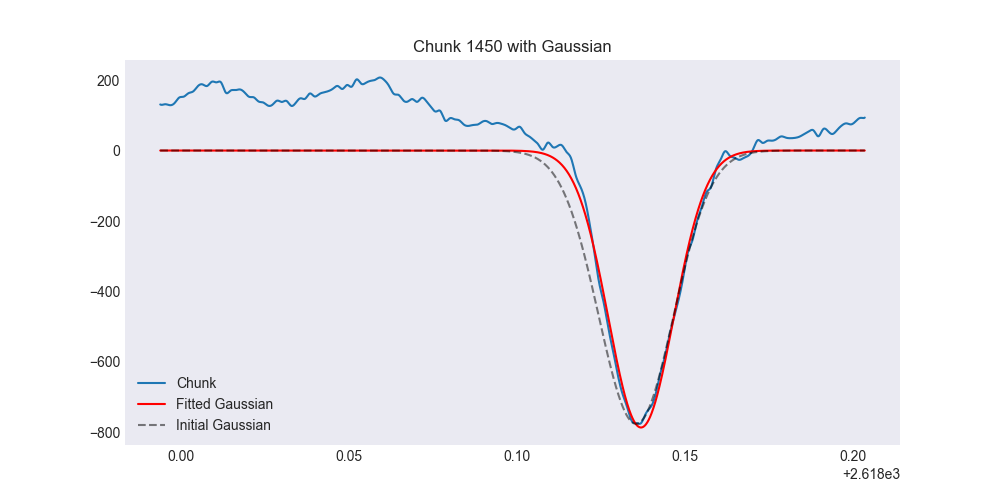 Chunk 1450 with Gaussian
200
0
−200
−400
−600
−800
Chunk
Fitted Gaussian
Initial Gaussian
0.00 0.05 0.10 0.15 0.20
+2.618e3